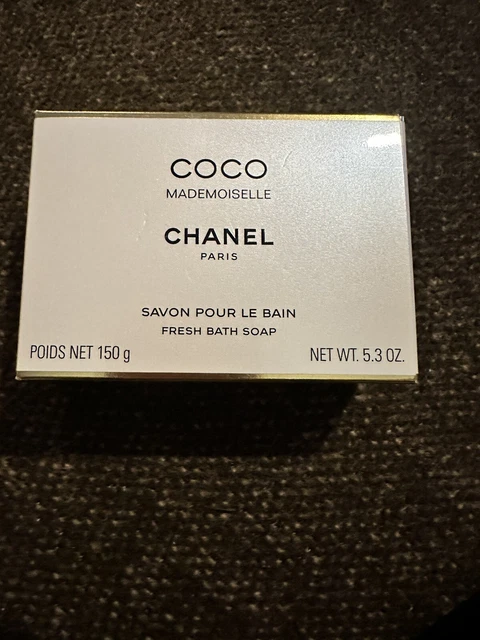 COCO
MADEMOISELLE
CHANEL
PARIS
SAVON POUR LE BAIN
FRESH BATH SOAP
POIDS NET 150 g NET WT. 5.3 OZ.